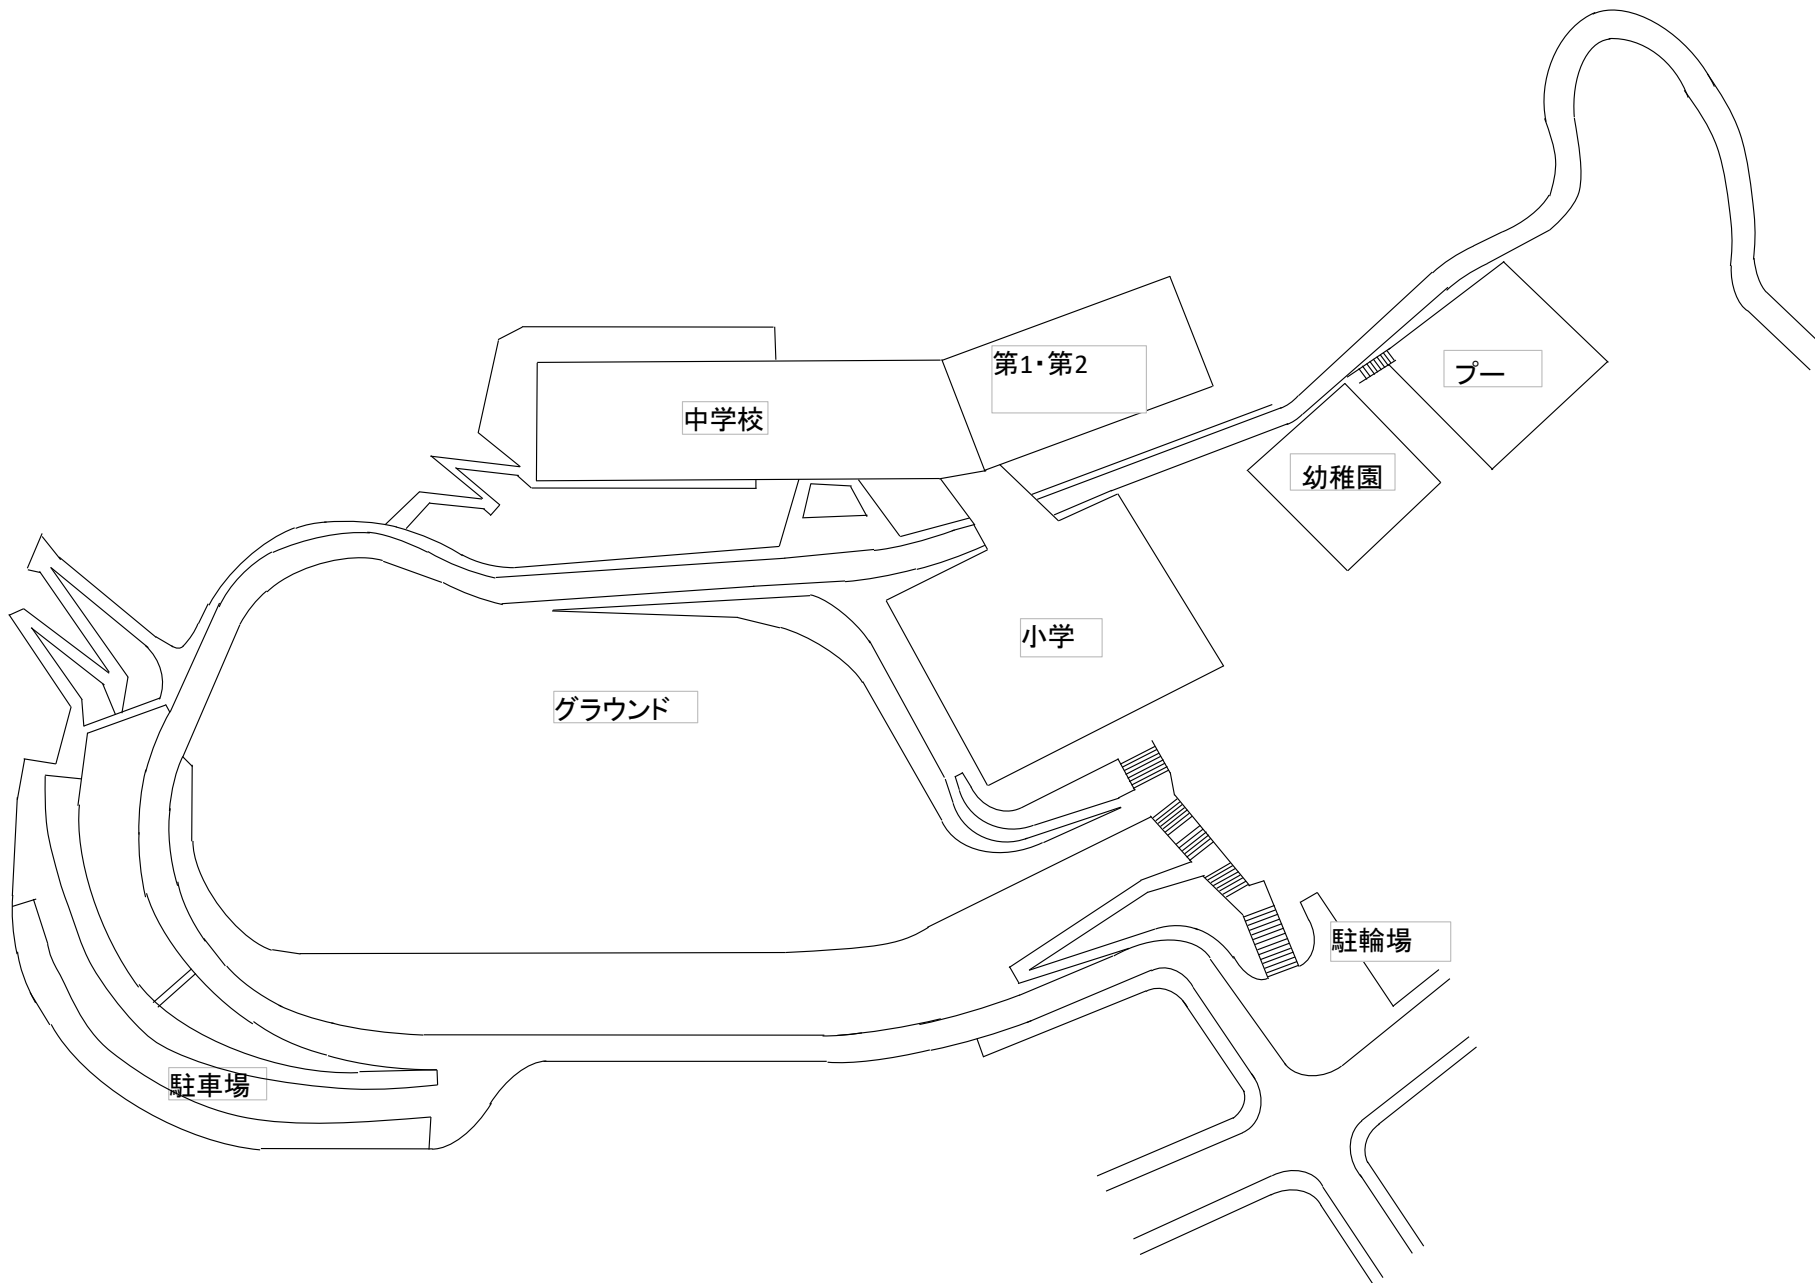 第1・第2
プー
中学校
幼稚園
小学
グラウンド
駐輪場
駐車場